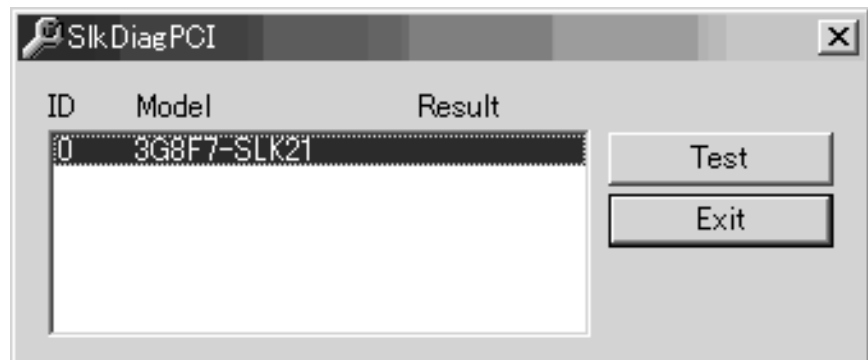 SlkDiagPCI
ID Model Result
0 3G8F7-SLK21
Test
Exit